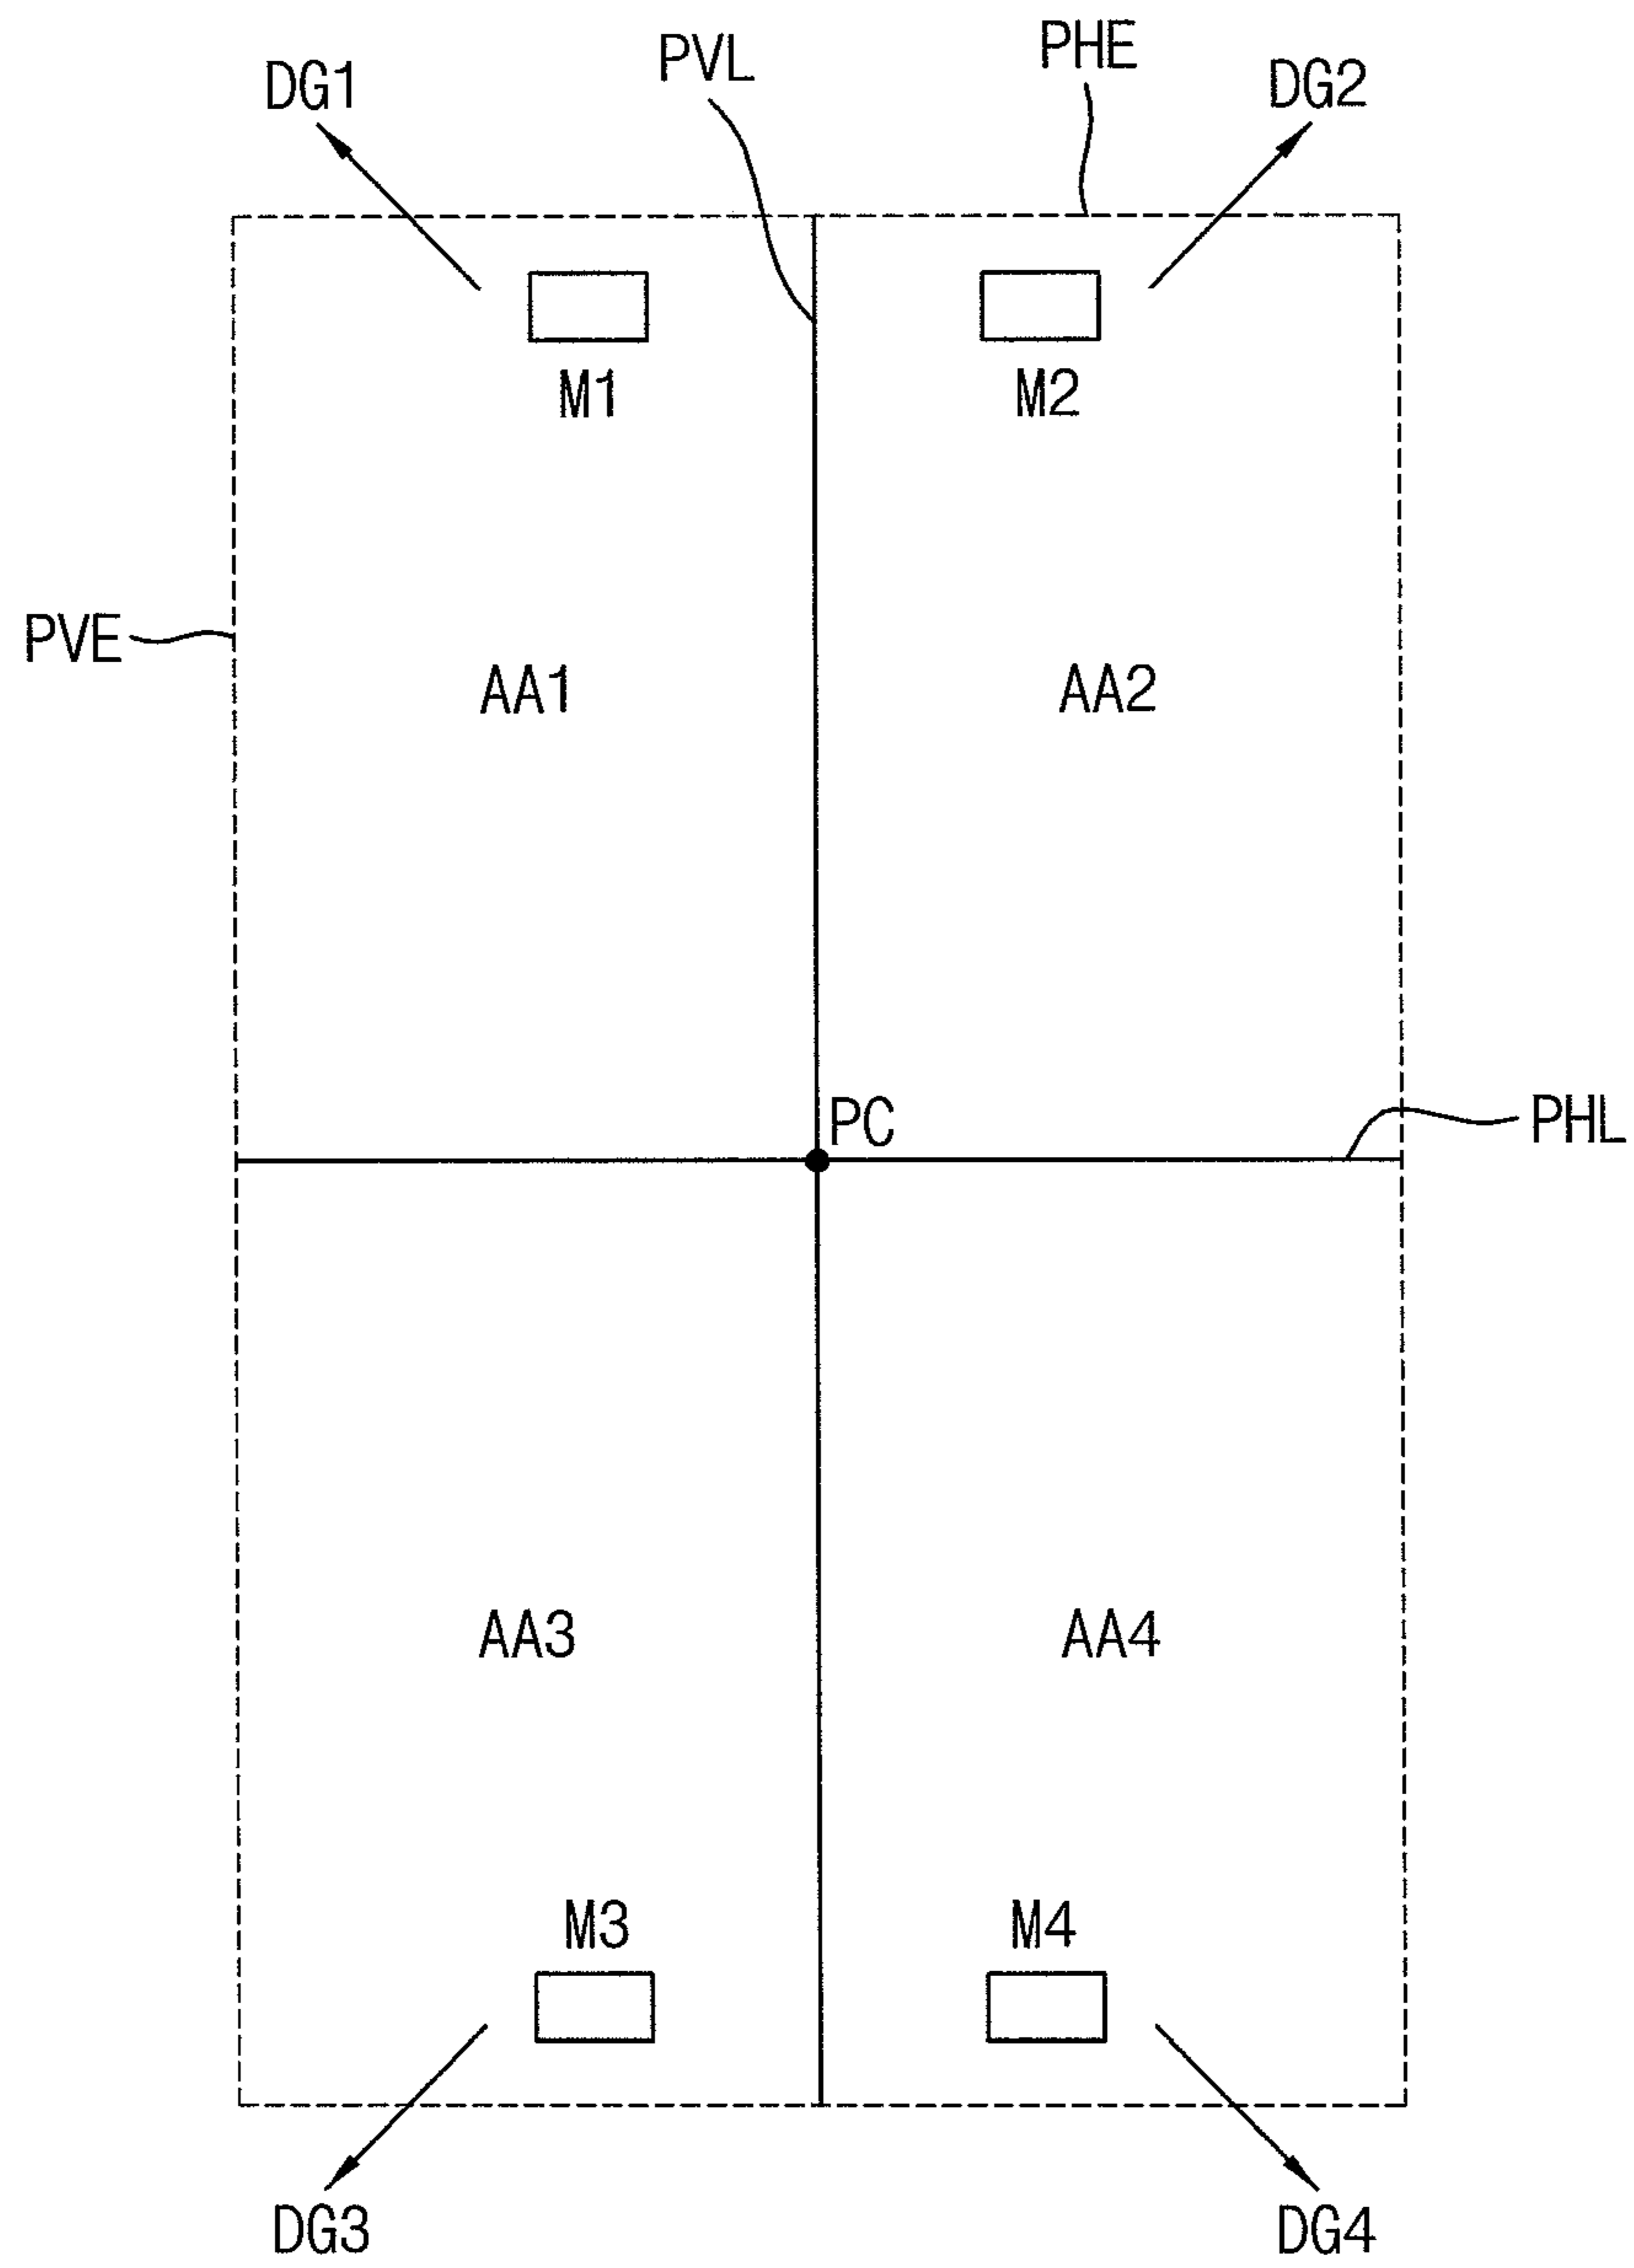 PVL PHE
DG1 DG2
M1 M2
PVE
AA1 AA2
PC
PHL
AA3 AA4
M3 M4
DG3 DG4